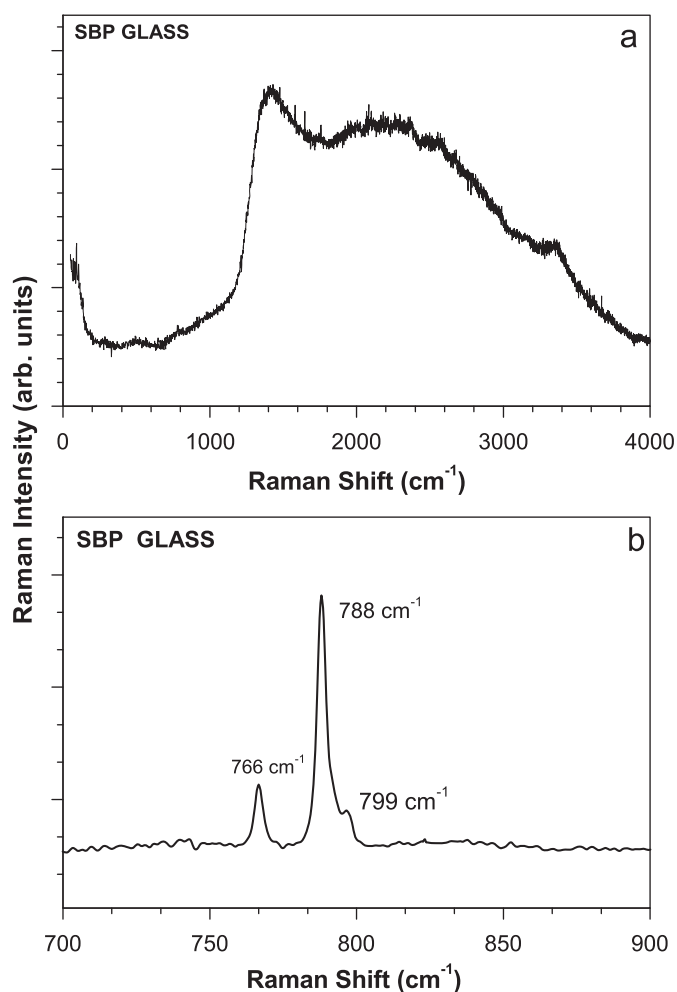 SBP GLASS
a
0 1000 2000 3000 4000
Raman Shift (cm⁻¹)
Raman Intensity (arb. units)
SBP GLASS
b
788 cm⁻¹
766 cm⁻¹
799 cm⁻¹
700 750 800 850 900
Raman Shift (cm⁻¹)